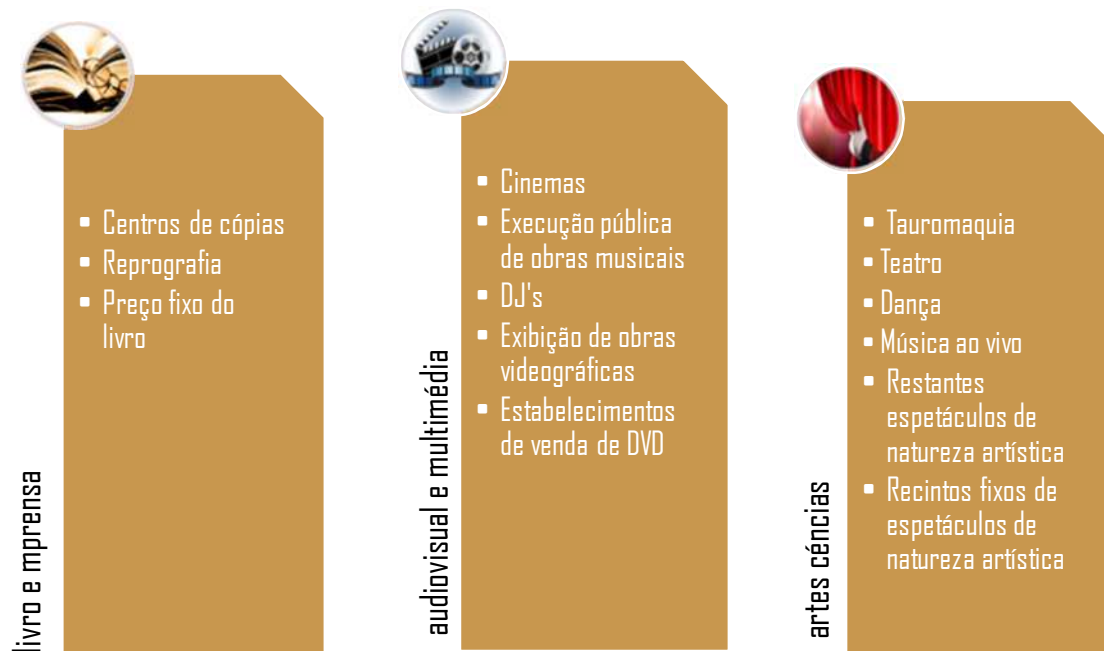 livro e mprensa
▪ Centros de cópias
▪ Reprografia
▪ Preço fixo do
livro
audiovisual e multimédia
▪ Cinemas
▪ Execução pública
de obras musicais
▪ DJ's
▪ Exibição de obras
videográficas
▪ Estabelecimentos
de venda de DVD
artes céncias
▪ Tauromaquia
▪ Teatro
▪ Dança
▪ Música ao vivo
▪ Restantes
espetáculos de
natureza artística
▪ Recintos fixos de
espetáculos de
natureza artística